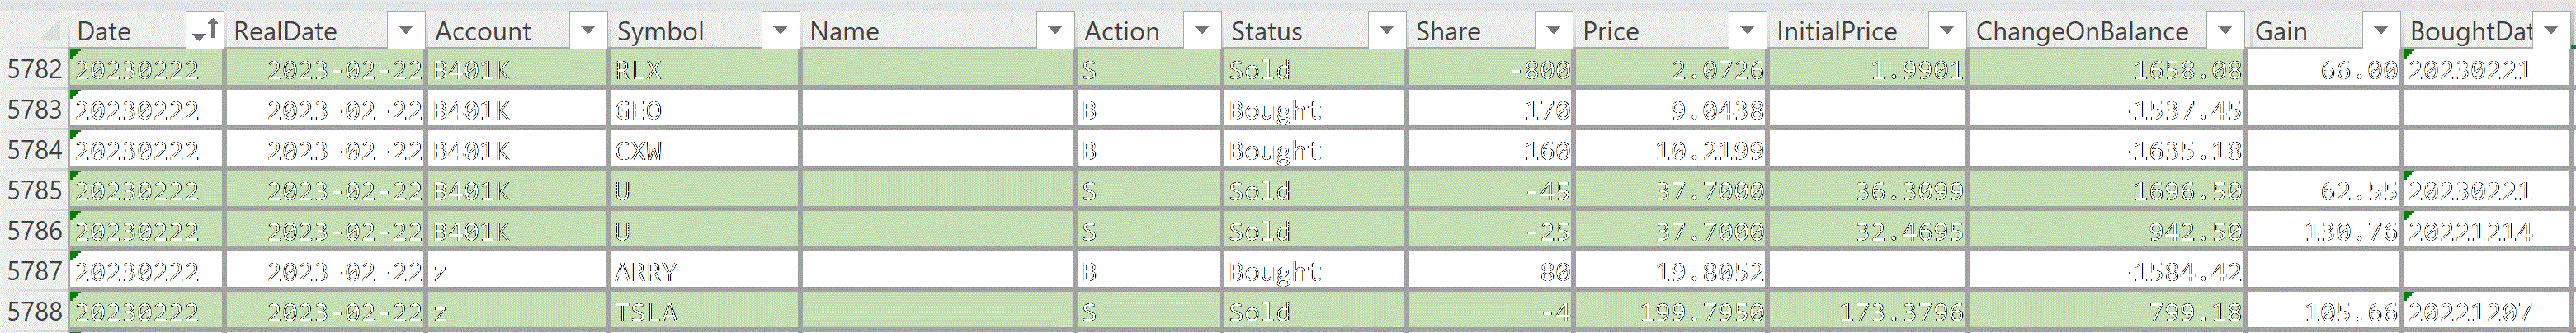 Date RealDate Account Symbol Name Action Status Share Price InitialPrice ChangeOnBalance Gain BoughtDat
5782 20230222 2023-02-22 B401K RLX S Sold -800 2.0726 1.9901 1658.08 66.00 20230221
5783 20230222 2023-02-22 B401K GEO B Bought 170 9.0438 -1537.45
5784 20230222 2023-02-22 B401K CXW B Bought 160 10.2199 -1635.18
5785 20230222 2023-02-22 B401K U S Sold -45 37.7000 36.3099 1696.50 62.55 20230221
5786 20230222 2023-02-22 B401K U S Sold -25 37.7000 32.4695 942.50 130.76 20221214
5787 20230222 2023-02-22 z ARRY B Bought 80 19.8052 -1584.42
5788 20230222 2023-02-22 z TSLA S Sold -4 199.7950 173.3796 799.18 105.66 20221207